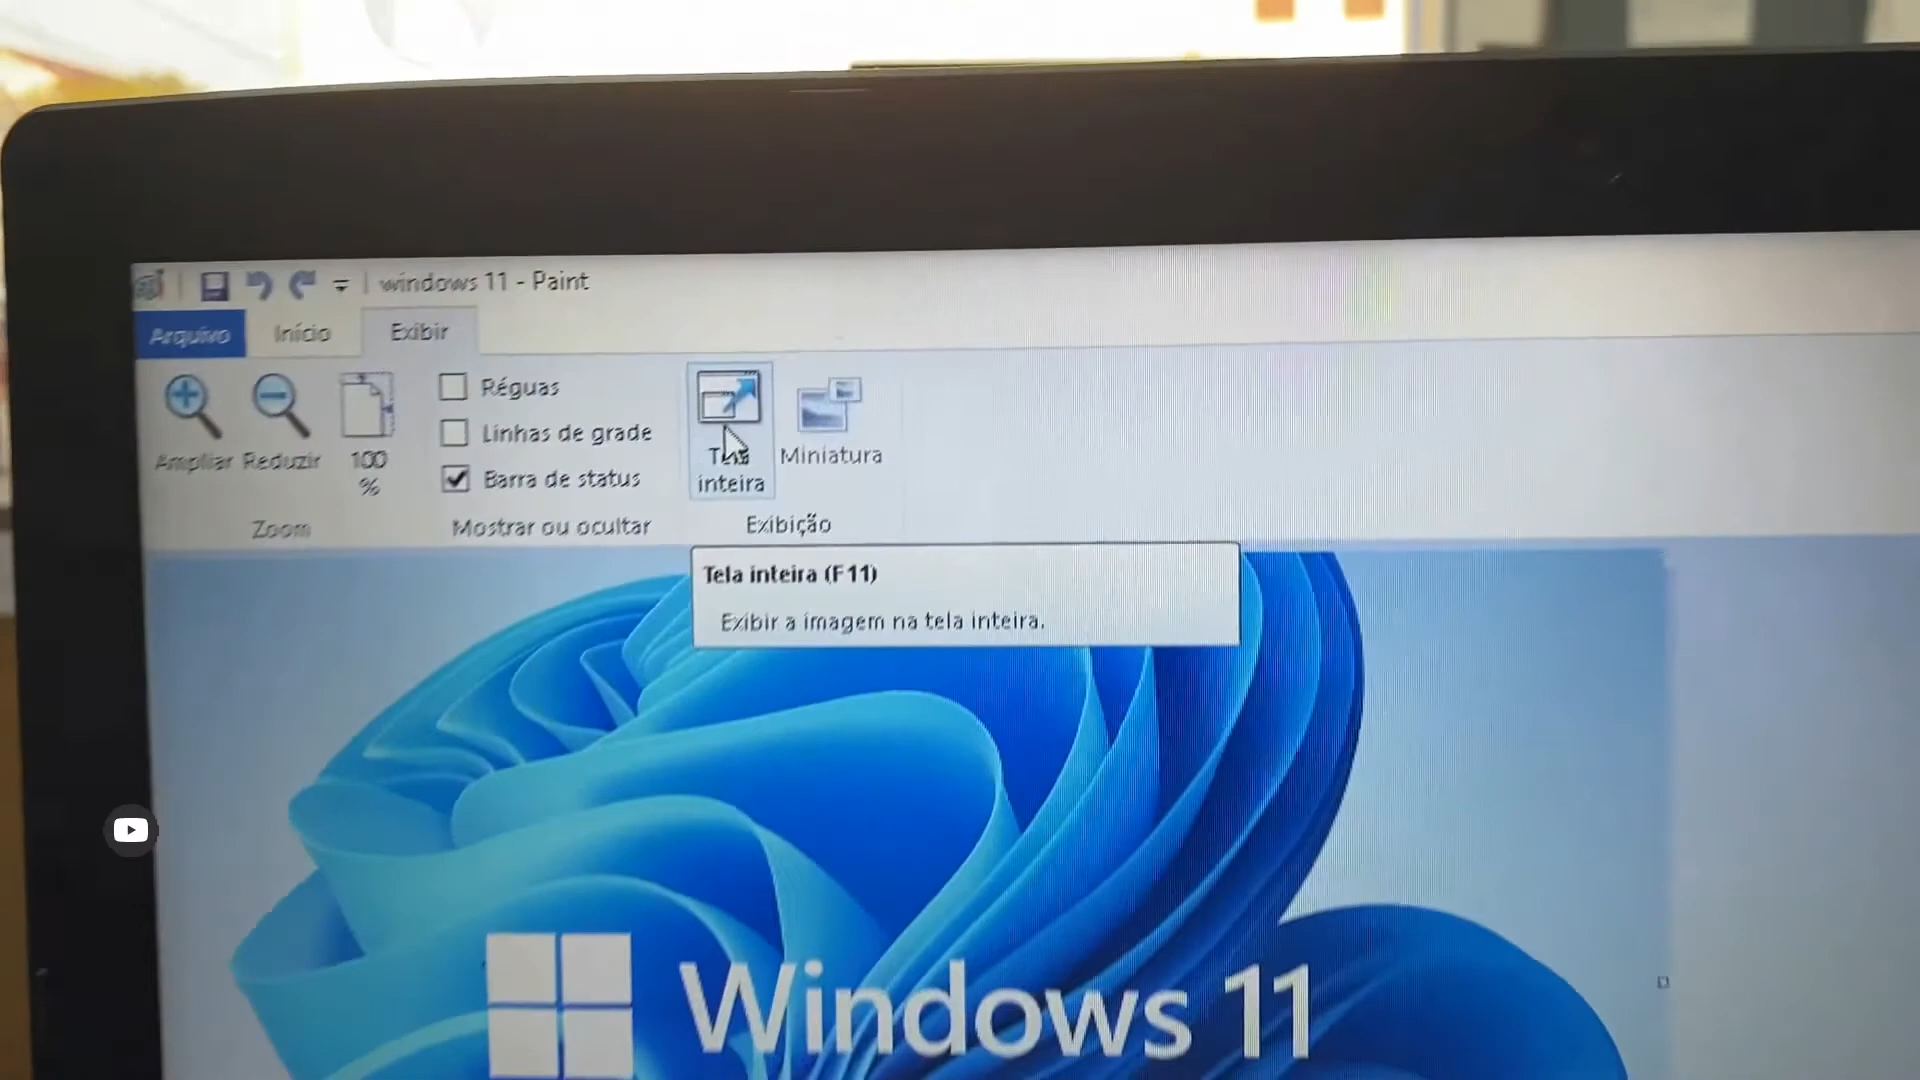 windows 11 - Paint
Arquivo Início Exibir
Réguas
Linhas de grade
Barra de status
Ampliar Reduzir 100 %
Tela inteira
Miniatura
Zoom Mostrar ou ocultar Exibição
Tela inteira (F11)
Exibir a imagem na tela inteira.
Windows 11